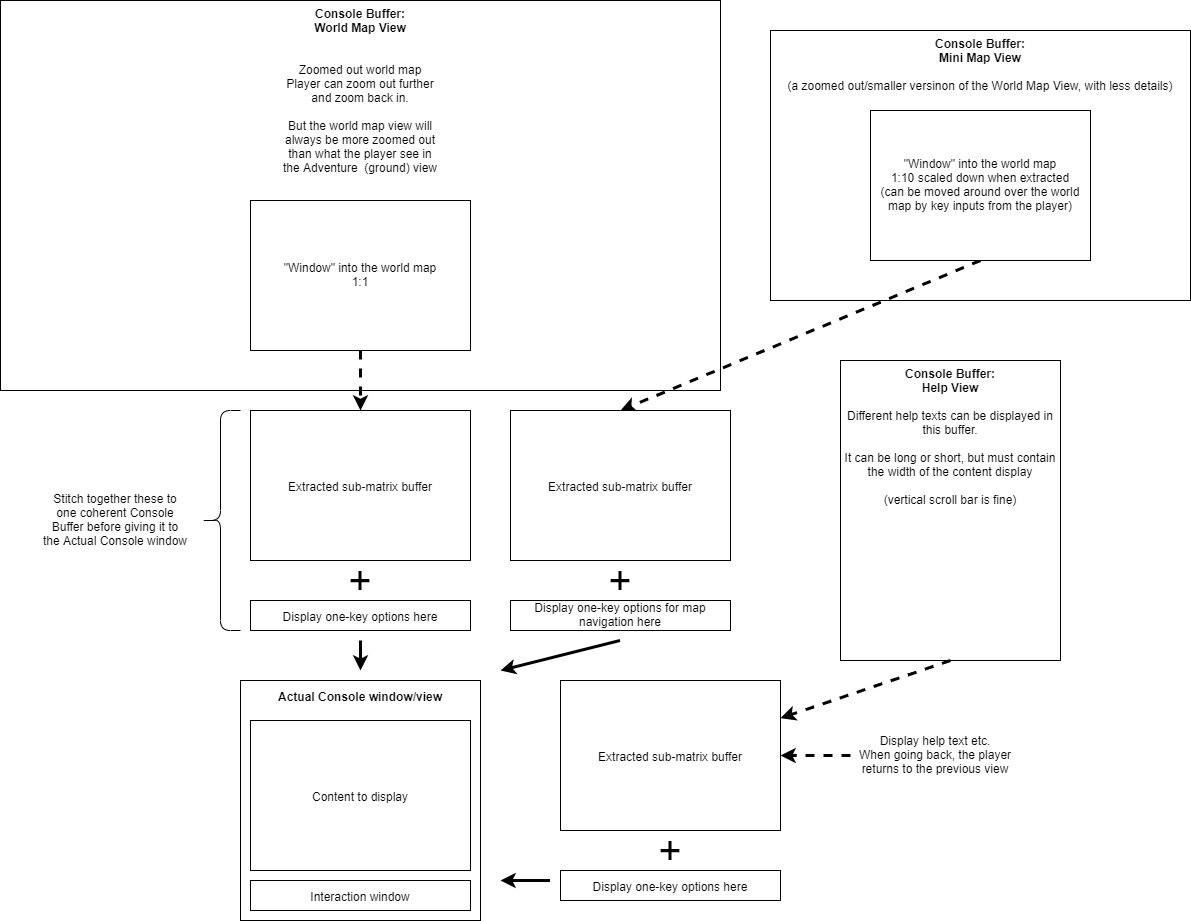 Console Buffer:
World Map View
Zoomed out world map
Player can zoom out further
and zoom back in.
But the world map view will
always be more zoomed out
than what the player see in
the Adventure (ground) view
"Window" into the world map
1:1
Console Buffer:
Mini Map View
(a zoomed out/smaller versinon of the World Map View, with less details)
"Window" into the world map
1:10 scaled down when extracted
(can be moved around over the world
map by key inputs from the player)
Console Buffer:
Help View
Different help texts can be displayed in
this buffer.
It can be long or short, but must contain
the width of the content display
(vertical scroll bar is fine)
Stitch together these to
one coherent Console
Buffer before giving it to
the Actual Console window
Extracted sub-matrix buffer
+
Display one-key options here
Extracted sub-matrix buffer
+
Display one-key options for map
navigation here
Actual Console window/view
Content to display
Interaction window
Extracted sub-matrix buffer
+
Display one-key options here
Display help text etc.
When going back, the player
returns to the previous view